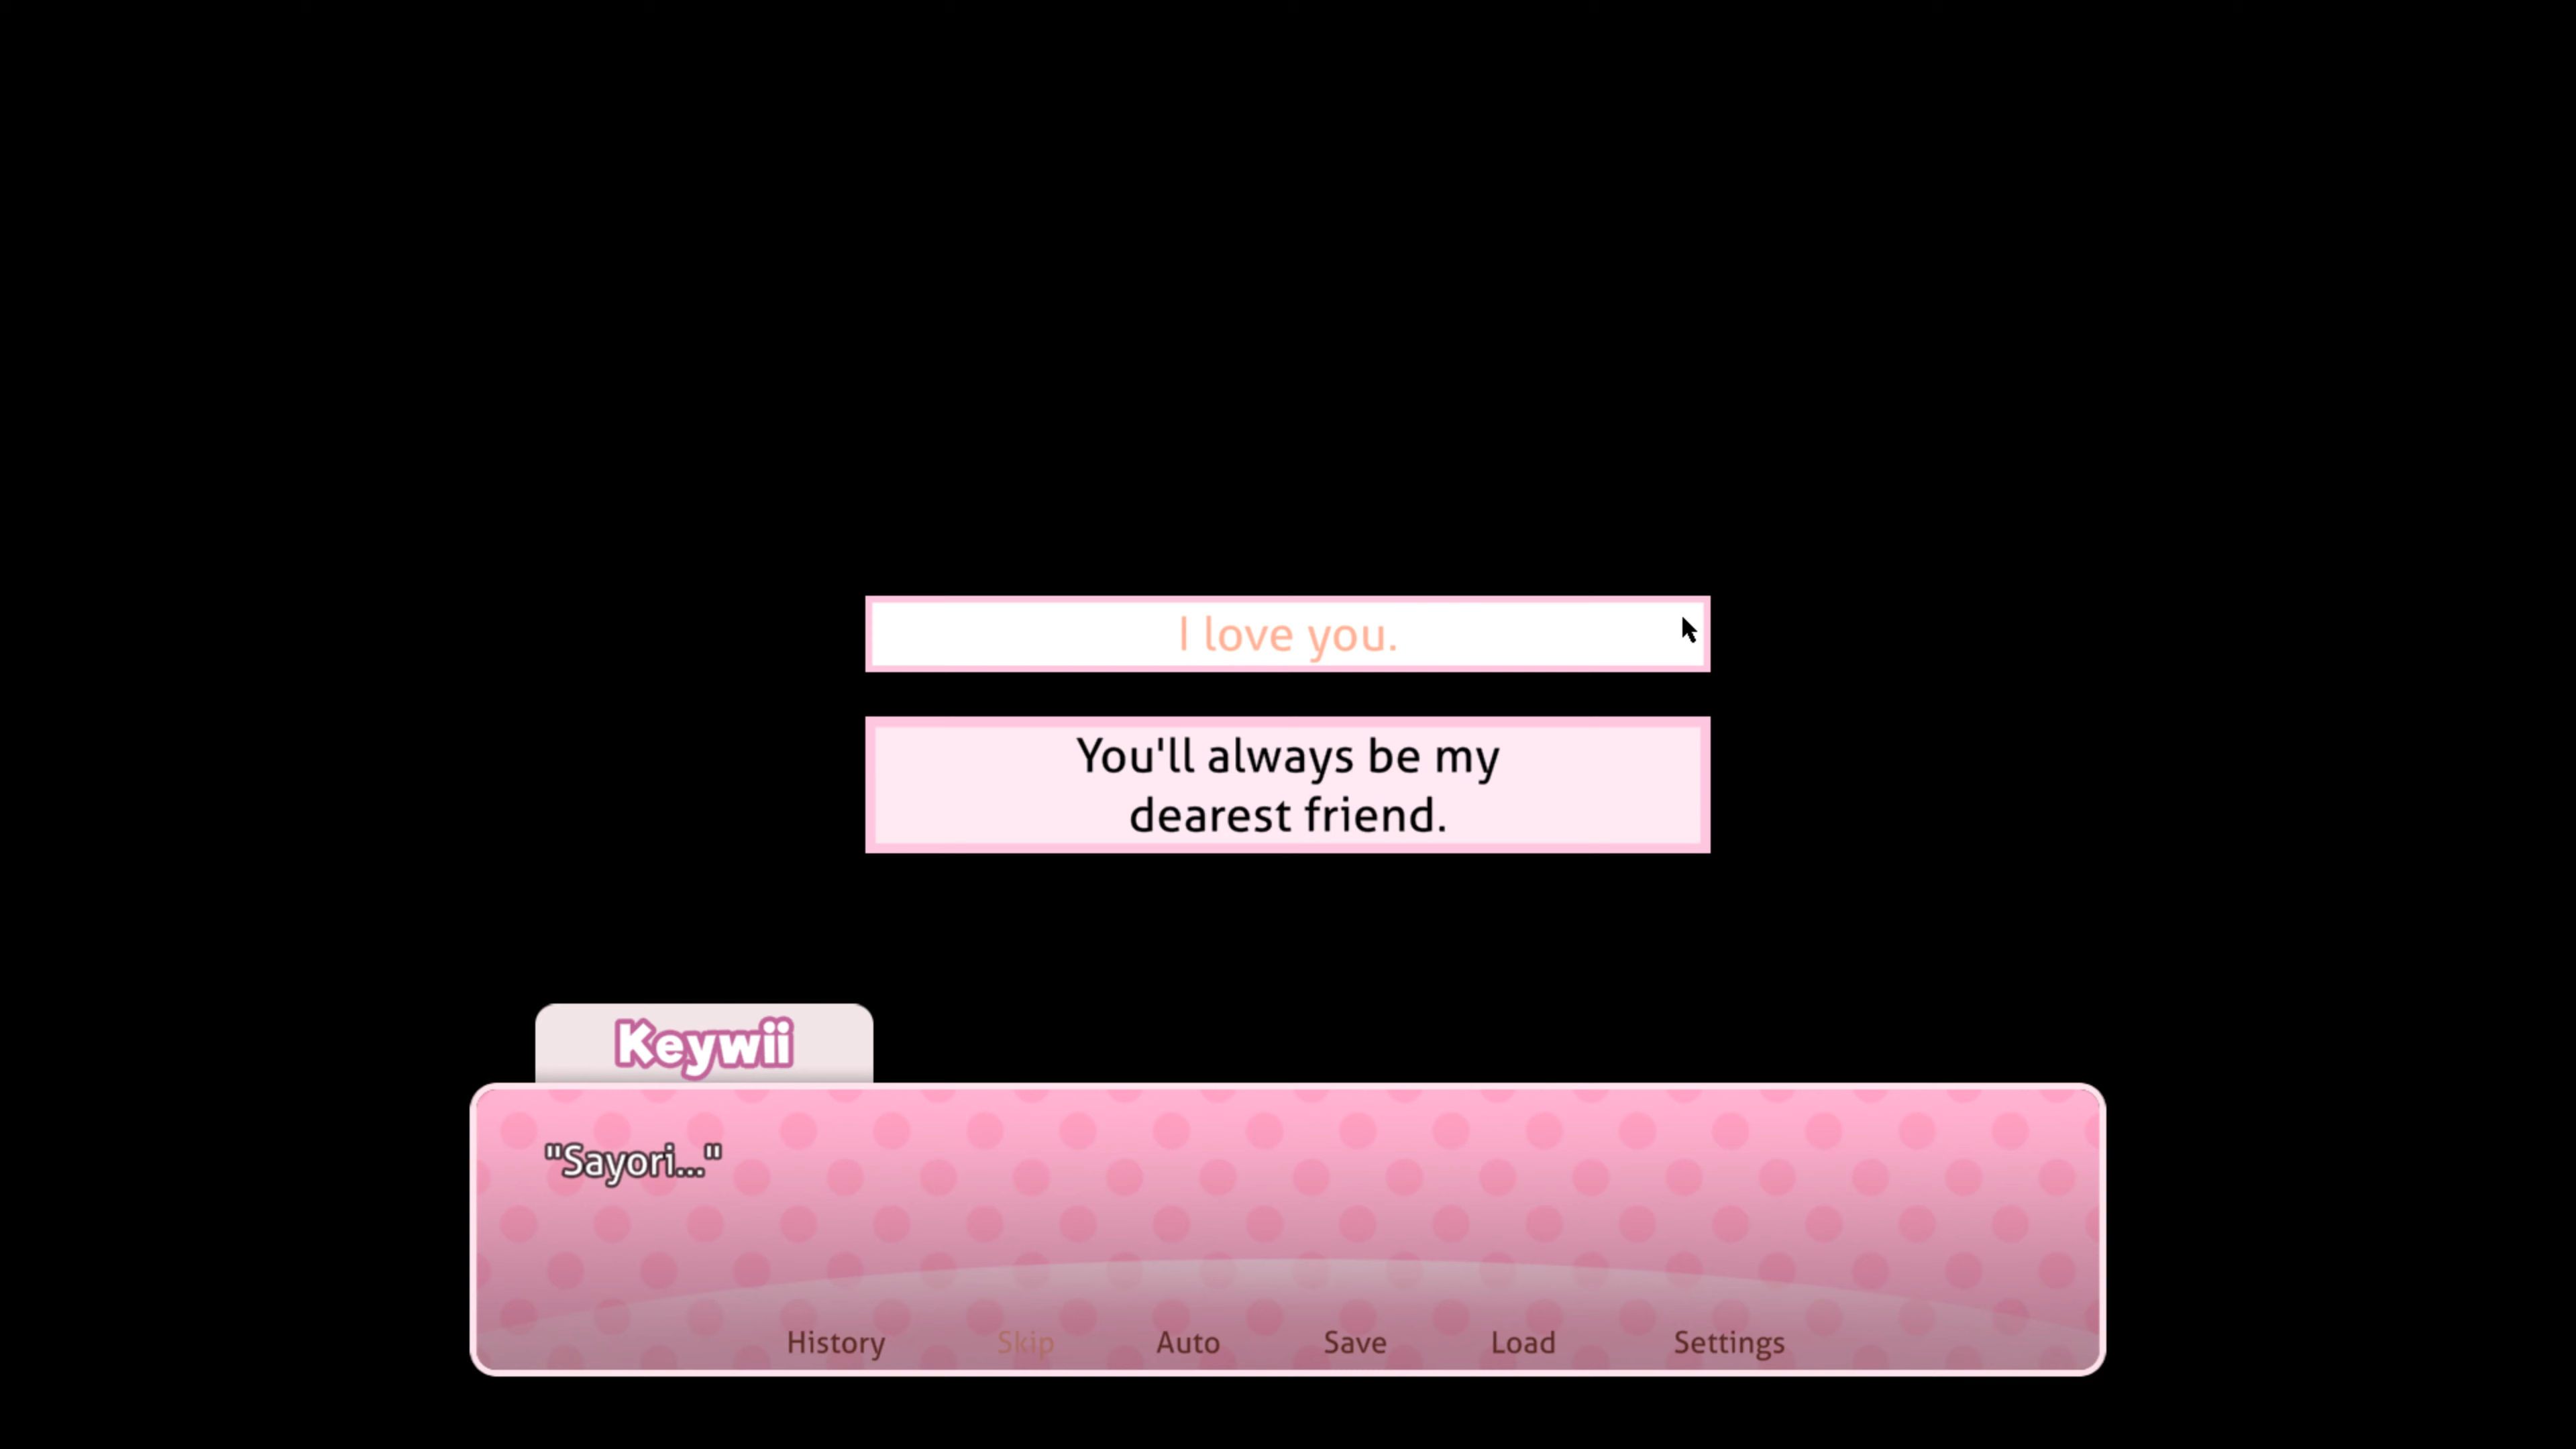 I love you.
You'll always be my
dearest friend.
Keywii
"Sayori..."
History Skip Auto Save Load Settings